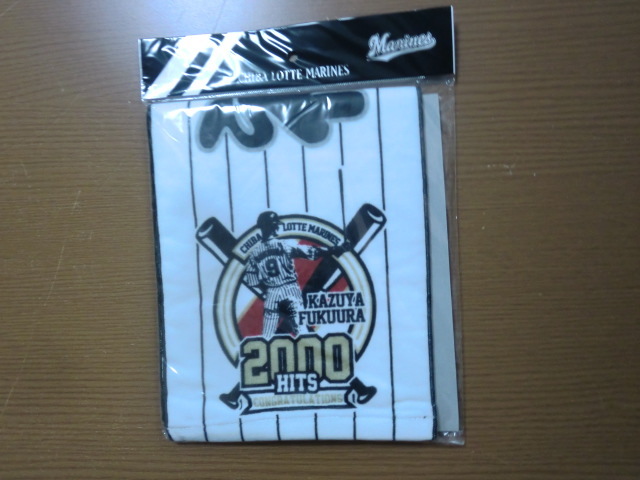 Marines
CHIBA LOTTE MARINES
CHIBA LOTTE MARINES
9
KAZUYA
FUKUURA
2000
HITS
CONGRATULATIONS